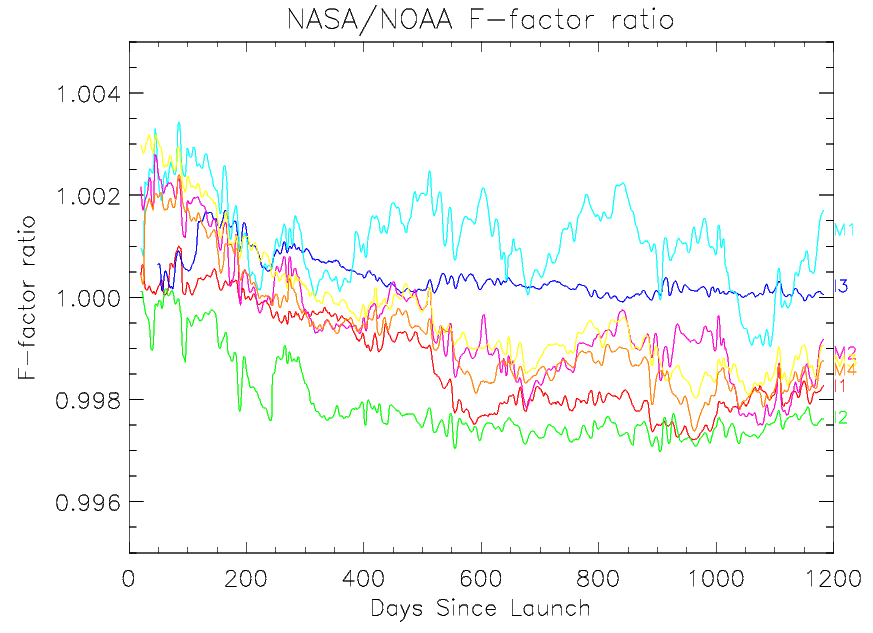 NASA/NOAA F-factor ratio
F-factor ratio
1.004
1.002
1.000
0.998
0.996
0 200 400 600 800 1000 1200
Days Since Launch
M1
I3
M2
M4
I1
I2